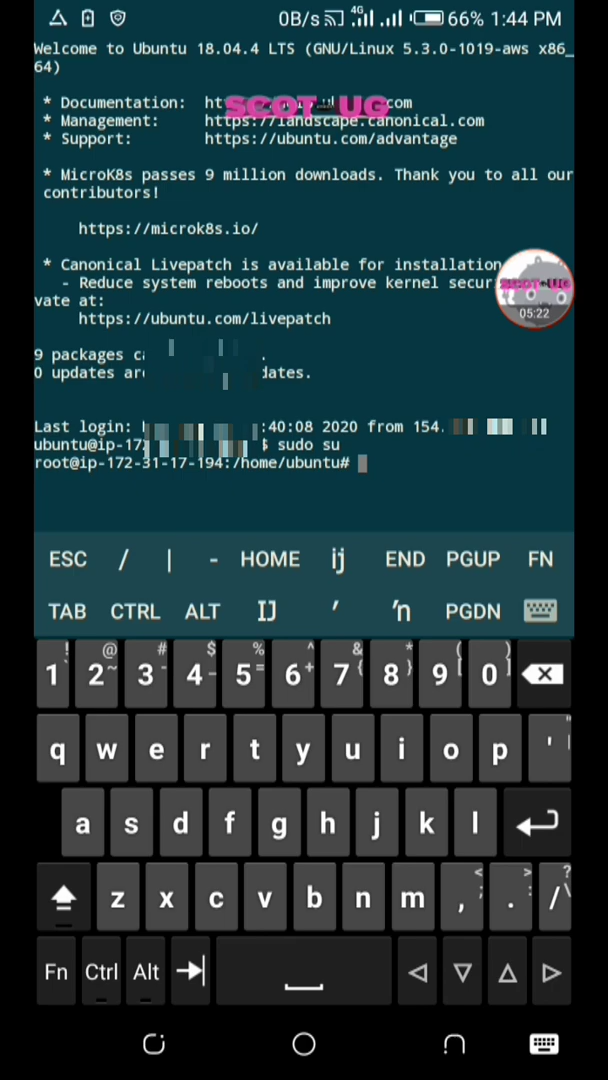 0B/s 4G 66% 1:44 PM
Welcome to Ubuntu 18.04.4 LTS (GNU/Linux 5.3.0-1019-aws x86_
64)
* Documentation: ht com
SCOT-UG
* Management: https://landscape.canonical.com
* Support: https://ubuntu.com/advantage
* MicroK8s passes 9 million downloads. Thank you to all our
contributors!
https://microk8s.io/
* Canonical Livepatch is available for installation
- Reduce system reboots and improve kernel secur
SCOT-UG
vate at:
05:22
https://ubuntu.com/livepatch
9 packages ca .
0 updates are dates.
Last login: :40:08 2020 from 154.
ubuntu@ip-172 $ sudo su
root@ip-172-31-17-194:/home/ubuntu#
ESC / | - HOME ij END PGUP FN
TAB CTRL ALT IJ ′ ŉ PGDN
! @ # $ % ^ & * ( )
1 ` 2 ~ 3 - 4 _ 5 = 6 + 7 { 8 } 9 [ 0 ]
q w e r t y u i o p ' " |
a s d f g h j k l
z x c v b n m , < ; . > : / ? \
Fn Ctrl Alt